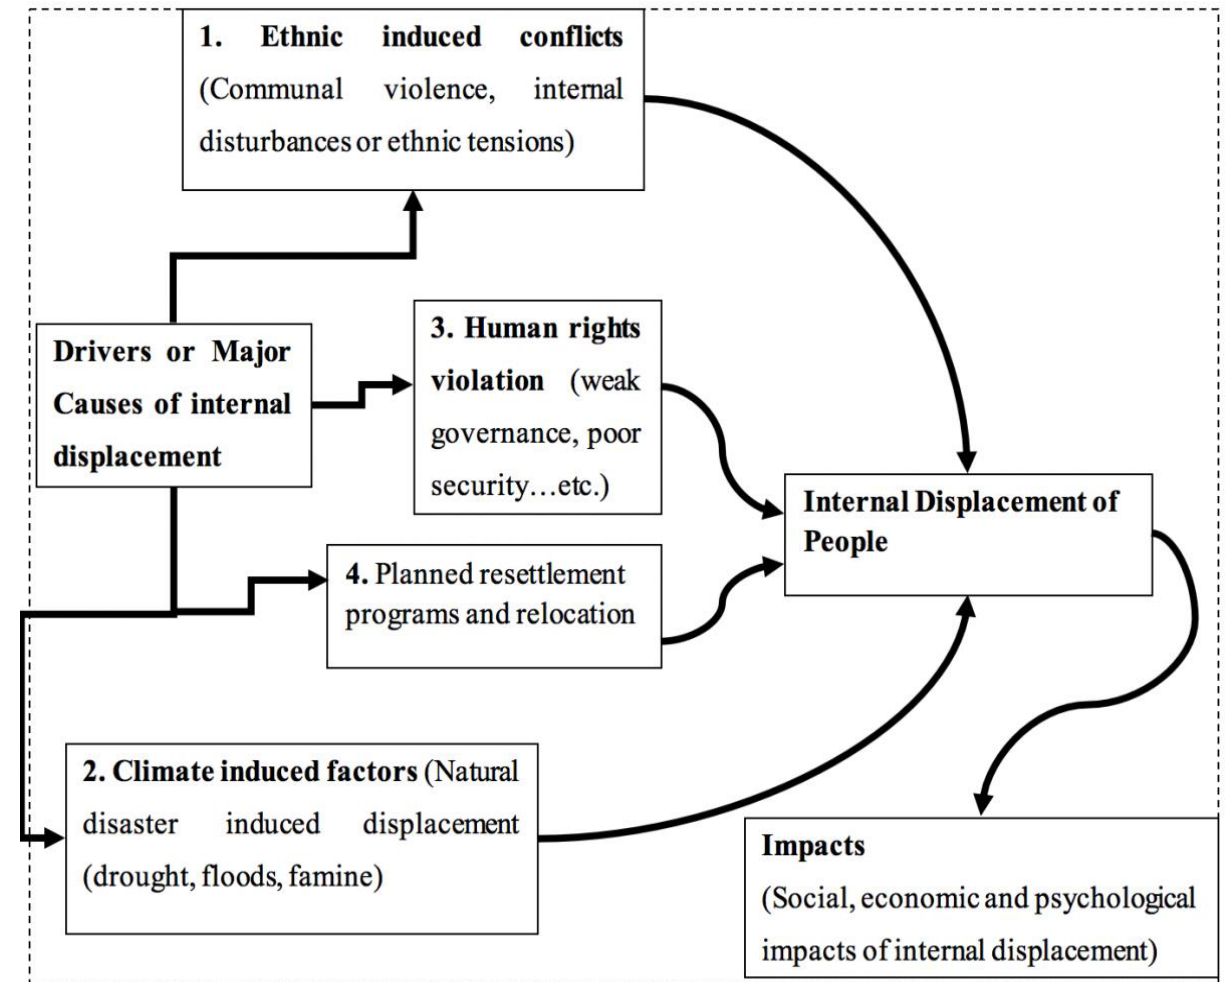 1. Ethnic induced conflicts
(Communal violence, internal
disturbances or ethnic tensions)
Drivers or Major
Causes of internal
displacement
3. Human rights
violation (weak
governance, poor
security…etc.)
Internal Displacement of
People
4. Planned resettlement
programs and relocation
2. Climate induced factors (Natural
disaster induced displacement
(drought, floods, famine)
Impacts
(Social, economic and psychological
impacts of internal displacement)